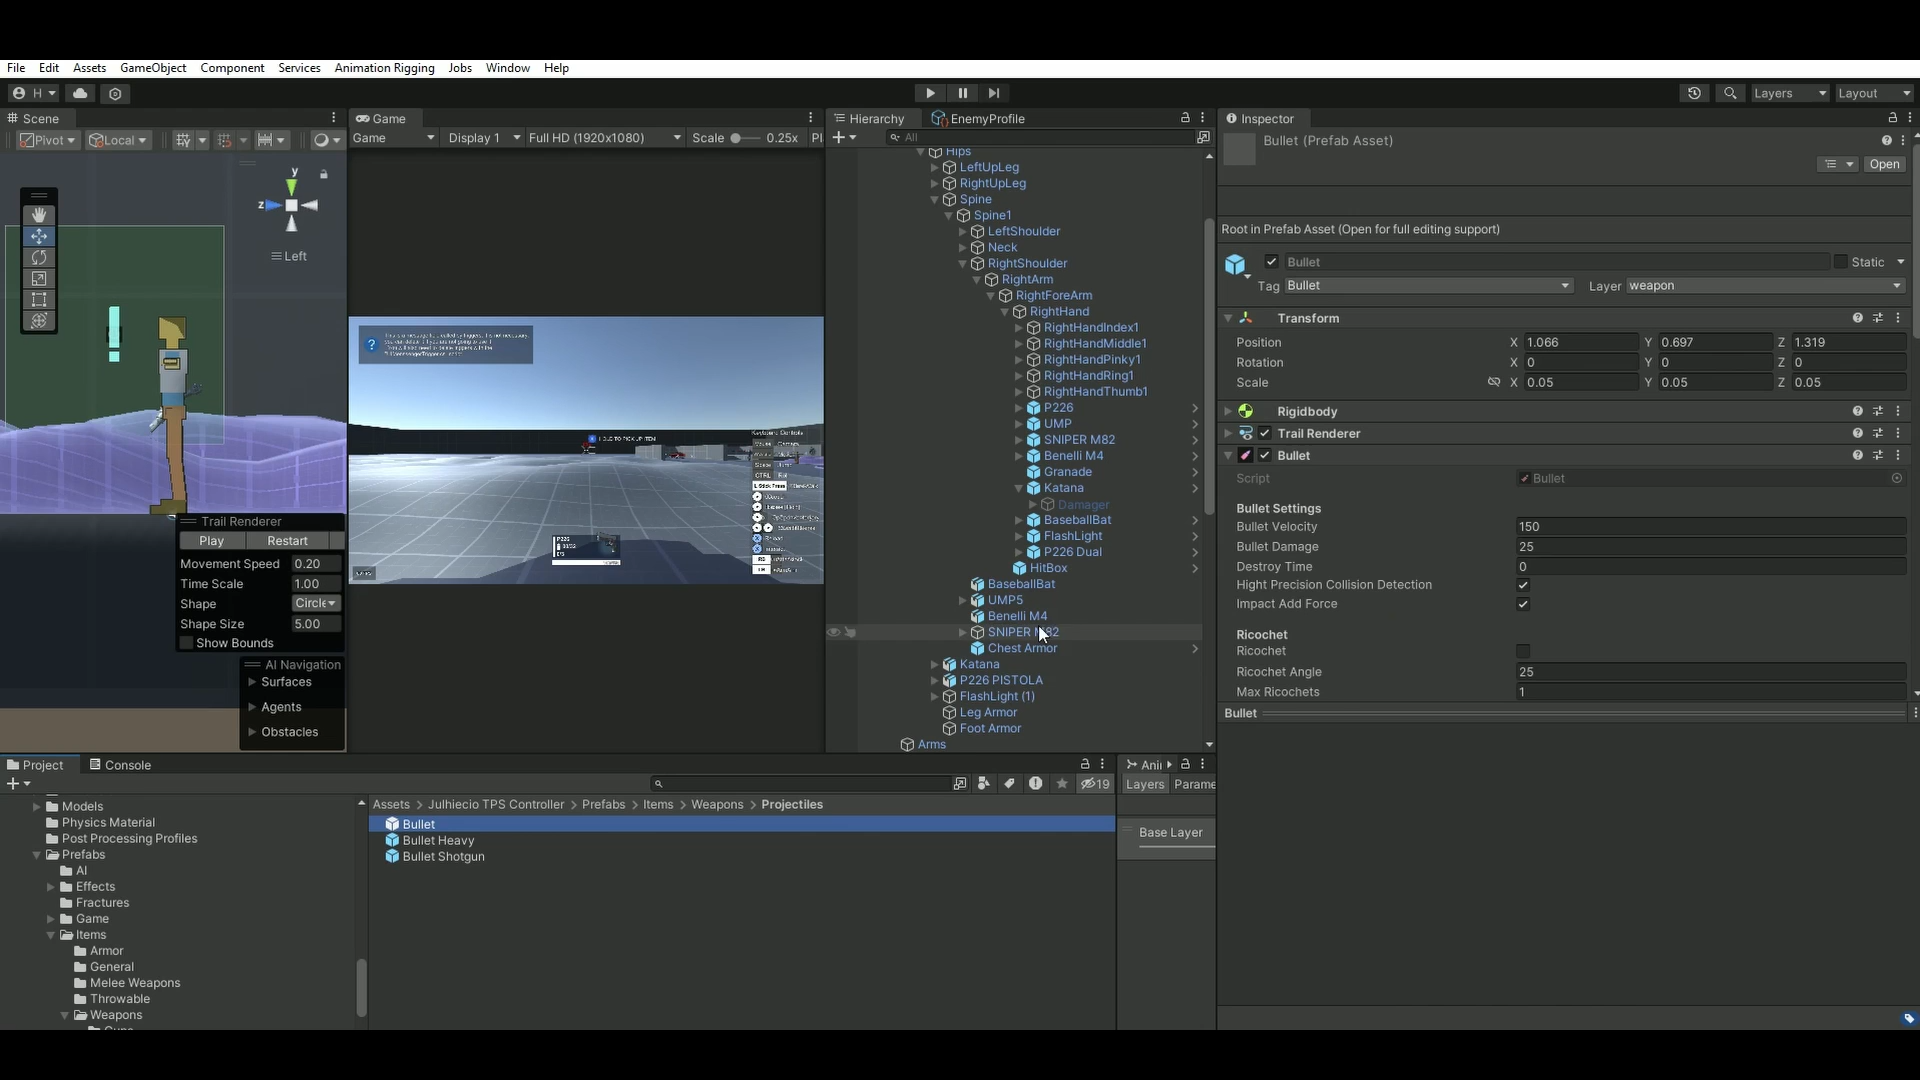 File Edit Assets GameObject Component Services Animation Rigging Jobs Window Help
H Layers Layout
Scene
Pivot Local
y
z
Left
Trail Renderer
Play Restart
Movement Speed 0.20
Time Scale 1.00
Shape Circle
Shape Size 5.00
Show Bounds
AI Navigation
Surfaces
Agents
Obstacles
Game
Game Display 1 Full HD (1920x1080) Scale 0.25x Pl
HOLD TO PICK UP ITEM
Hierarchy EnemyProfile
All
Hips
LeftUpLeg
RightUpLeg
Spine
Spine1
LeftShoulder
Neck
RightShoulder
RightArm
RightForeArm
RightHand
RightHandIndex1
RightHandMiddle1
RightHandPinky1
RightHandRing1
RightHandThumb1
P226
UMP
SNIPER M82
Benelli M4
Granade
Katana
Damager
BaseballBat
FlashLight
P226 Dual
HitBox
BaseballBat
UMP5
Benelli M4
SNIPER M82
Chest Armor
Katana
P226 PISTOLA
FlashLight (1)
Leg Armor
Foot Armor
Arms
Inspector
Bullet (Prefab Asset)
Open
Root in Prefab Asset (Open for full editing support)
Bullet Static
Tag Bullet Layer weapon
Transform
Position X 1.066 Y 0.697 Z 1.319
Rotation X 0 Y 0 Z 0
Scale X 0.05 Y 0.05 Z 0.05
Rigidbody
Trail Renderer
Bullet
Script Bullet
Bullet Settings
Bullet Velocity 150
Bullet Damage 25
Destroy Time 0
Hight Precision Collision Detection
Impact Add Force
Ricochet
Ricochet
Ricochet Angle 25
Max Ricochets 1
Bullet
Project Console
19
Models
Physics Material
Post Processing Profiles
Prefabs
AI
Effects
Fractures
Game
Items
Armor
General
Melee Weapons
Throwable
Weapons
Guns
Assets > Julhiecio TPS Controller > Prefabs > Items > Weapons > Projectiles
Bullet
Bullet Heavy
Bullet Shotgun
Ani
Layers Parame
Base Layer